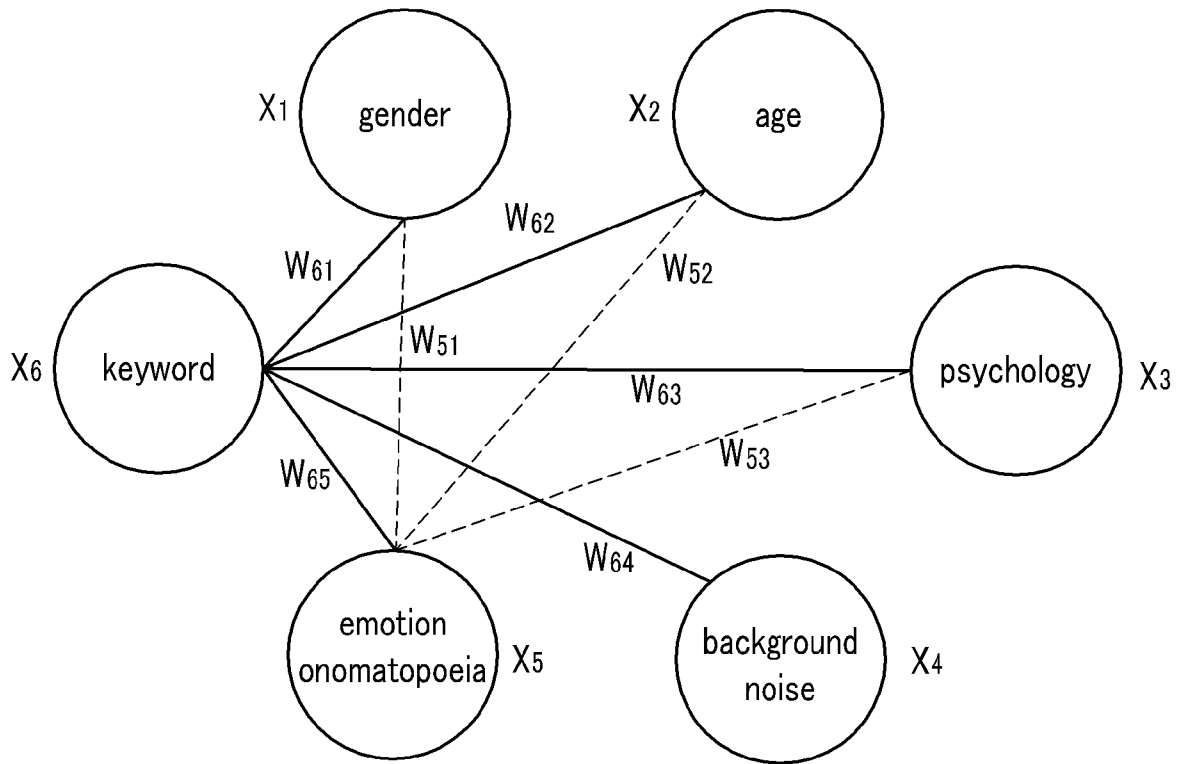 X1
gender
X2
age
W61
W62
W52
W51
X6
keyword
psychology
X3
W63
W53
W65
W64
emotion
onomatopoeia
X5
background
noise
X4